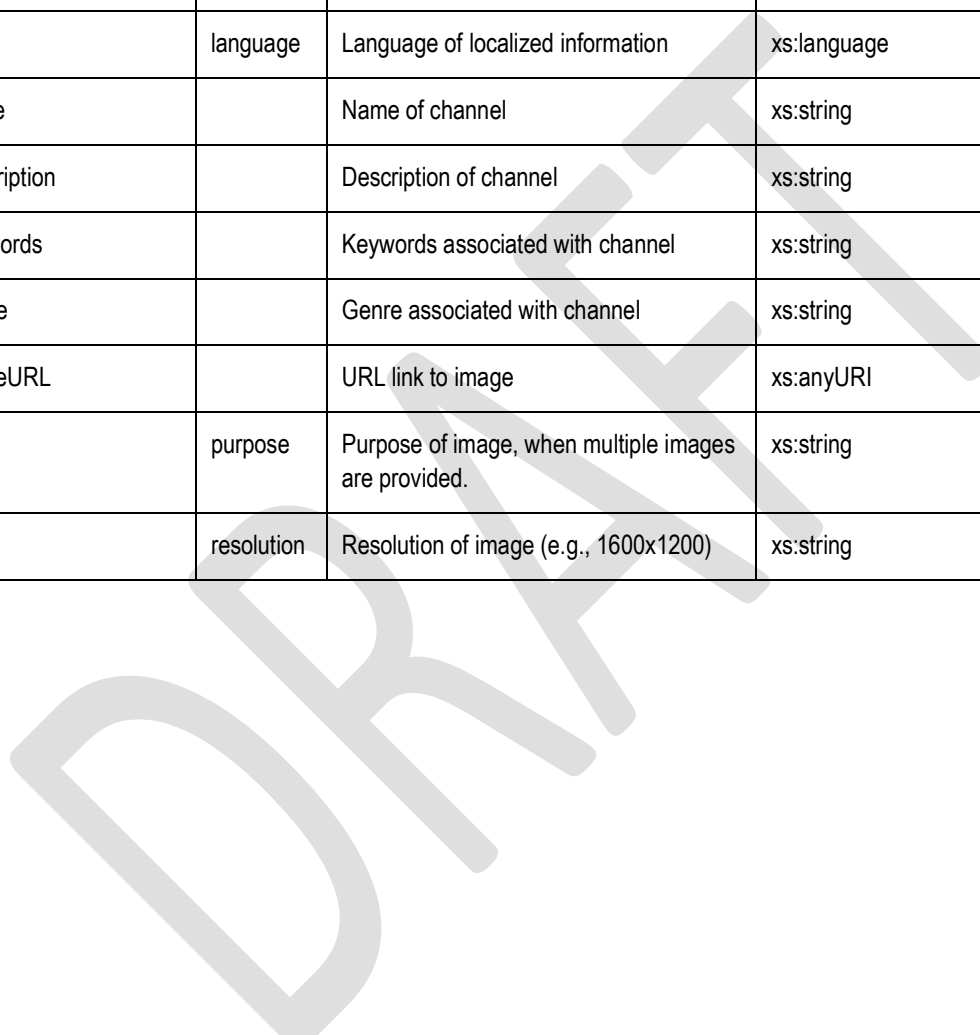 language Language of localized information xs:language
e Name of channel xs:string
ription Description of channel xs:string
ords Keywords associated with channel xs:string
e Genre associated with channel xs:string
eURL URL link to image xs:anyURI
purpose Purpose of image, when multiple images xs:string
are provided.
resolution Resolution of image (e.g., 1600x1200) xs:string
DRAFT